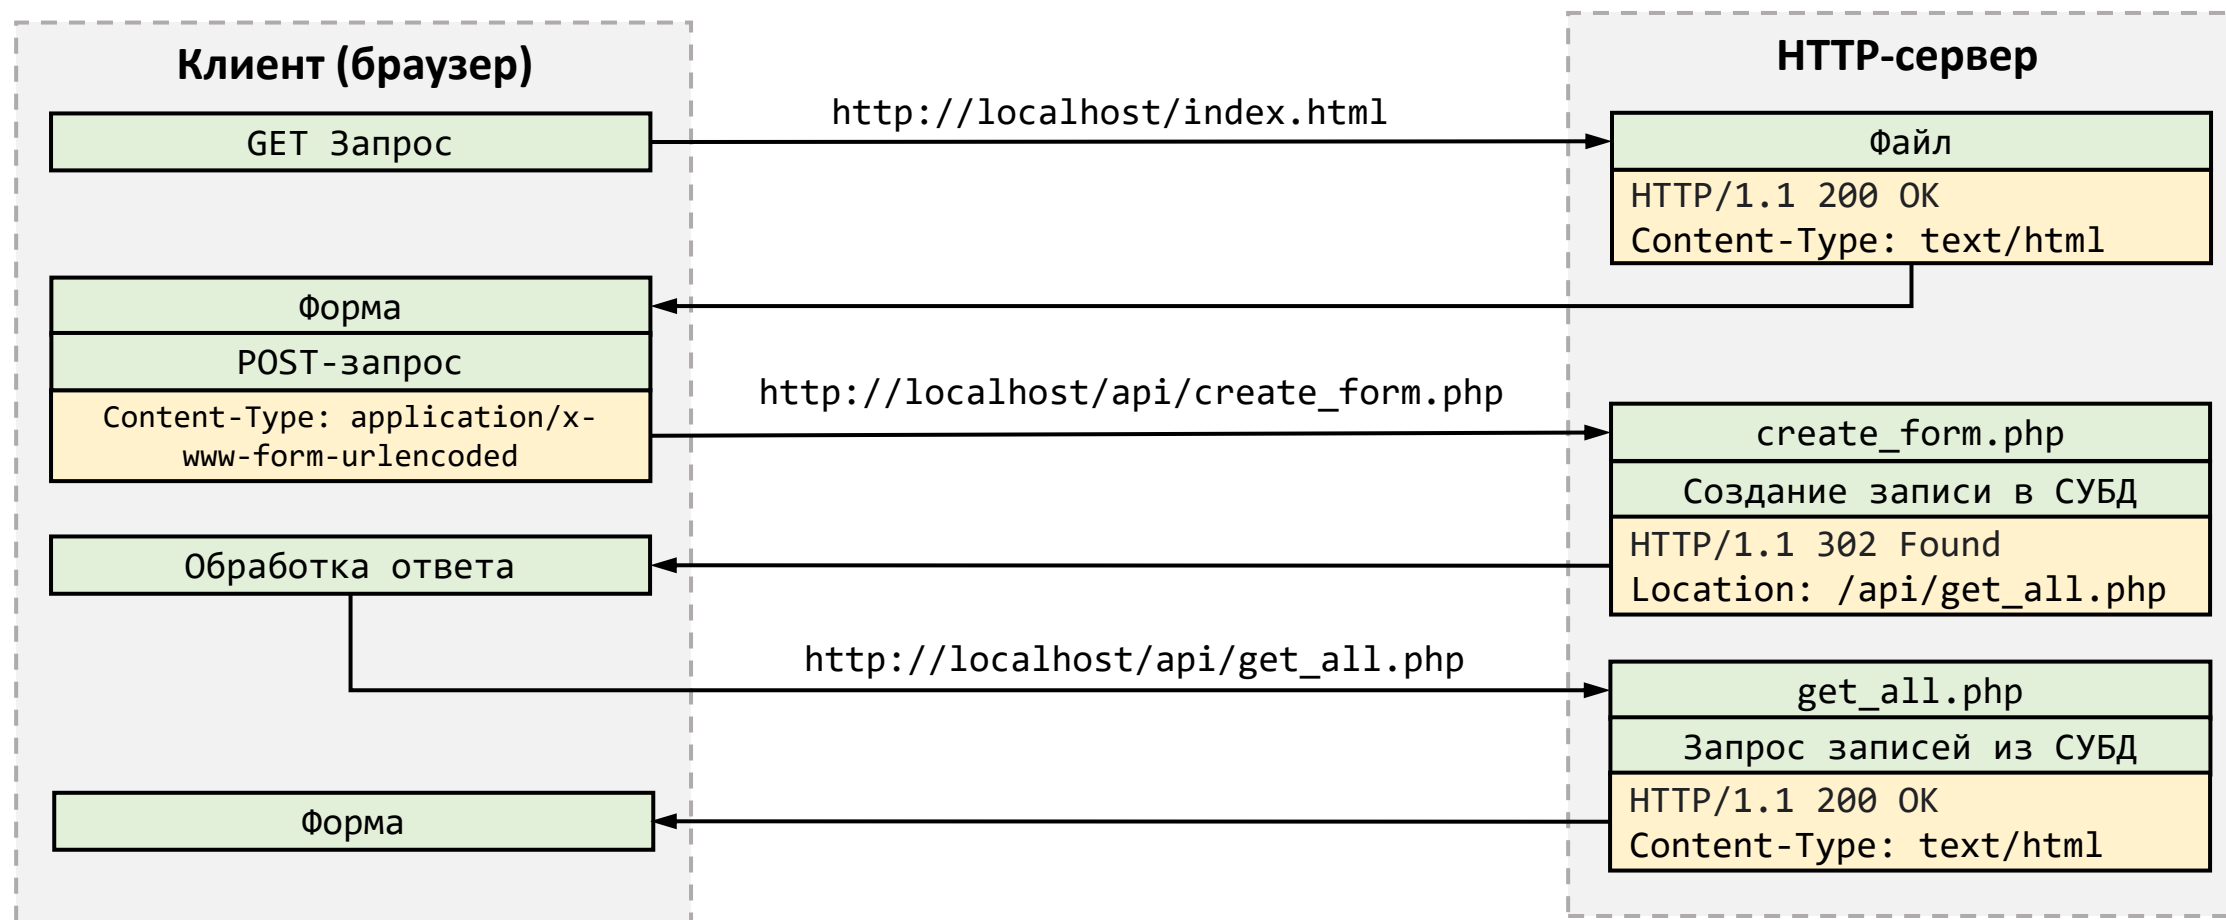 Клиент (браузер)
HTTP-сервер
GET Запрос
http://localhost/index.html
Файл
HTTP/1.1 200 OK
Content-Type: text/html
Форма
POST-запрос
Content-Type: application/x-
www-form-urlencoded
http://localhost/api/create_form.php
create_form.php
Создание записи в СУБД
HTTP/1.1 302 Found
Location: /api/get_all.php
Обработка ответа
http://localhost/api/get_all.php
get_all.php
Запрос записей из СУБД
HTTP/1.1 200 OK
Content-Type: text/html
Форма